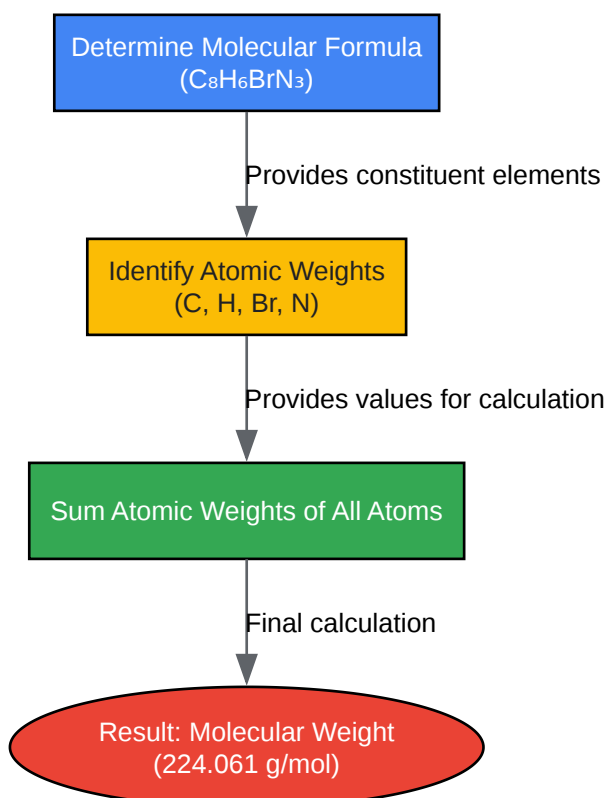 Determine Molecular Formula
(C₈H₆BrN₃)
Provides constituent elements
Identify Atomic Weights
(C, H, Br, N)
Provides values for calculation
Sum Atomic Weights of All Atoms
Final calculation
Result: Molecular Weight
(224.061 g/mol)